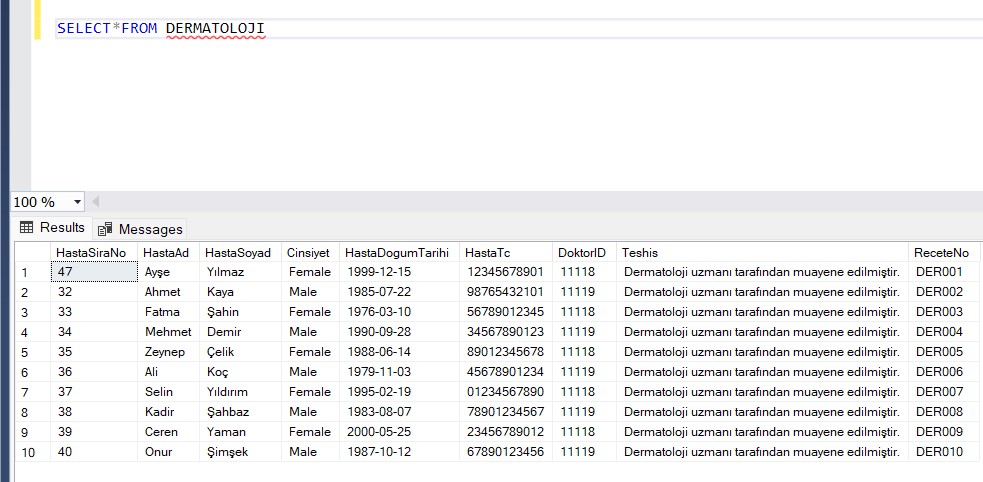 SELECT*FROM DERMATOLOJI
100 %
Results Messages
HastaSiraNo HastaAd HastaSoyad Cinsiyet HastaDogumTarihi HastaTc DoktorID Teshis ReceteNo
1 47 Ayşe Yılmaz Female 1999-12-15 12345678901 11118 Dermatoloji uzmanı tarafından muayene edilmiştir. DER001
2 32 Ahmet Kaya Male 1985-07-22 98765432101 11119 Dermatoloji uzmanı tarafından muayene edilmiştir. DER002
3 33 Fatma Şahin Female 1976-03-10 56789012345 11118 Dermatoloji uzmanı tarafından muayene edilmiştir. DER003
4 34 Mehmet Demir Male 1990-09-28 34567890123 11119 Dermatoloji uzmanı tarafından muayene edilmiştir. DER004
5 35 Zeynep Çelik Female 1988-06-14 89012345678 11118 Dermatoloji uzmanı tarafından muayene edilmiştir. DER005
6 36 Ali Koç Male 1979-11-03 45678901234 11119 Dermatoloji uzmanı tarafından muayene edilmiştir. DER006
7 37 Selin Yıldırım Female 1995-02-19 01234567890 11118 Dermatoloji uzmanı tarafından muayene edilmiştir. DER007
8 38 Kadir Şahbaz Male 1983-08-07 78901234567 11119 Dermatoloji uzmanı tarafından muayene edilmiştir. DER008
9 39 Ceren Yaman Female 2000-05-25 23456789012 11118 Dermatoloji uzmanı tarafından muayene edilmiştir. DER009
10 40 Onur Şimşek Male 1987-10-12 67890123456 11119 Dermatoloji uzmanı tarafından muayene edilmiştir. DER010